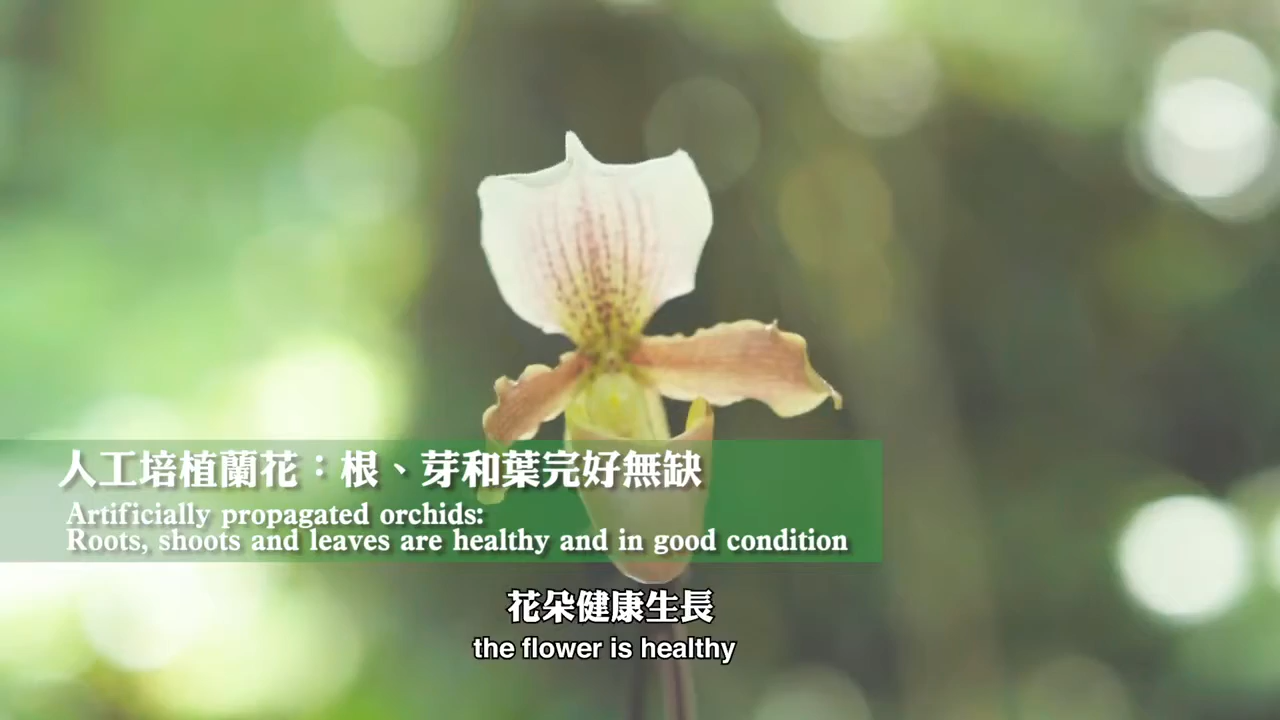 人工培植蘭花：根、芽和葉完好無缺
Artificially propagated orchids:
Roots, shoots and leaves are healthy and in good condition
花朵健康生長
the flower is healthy